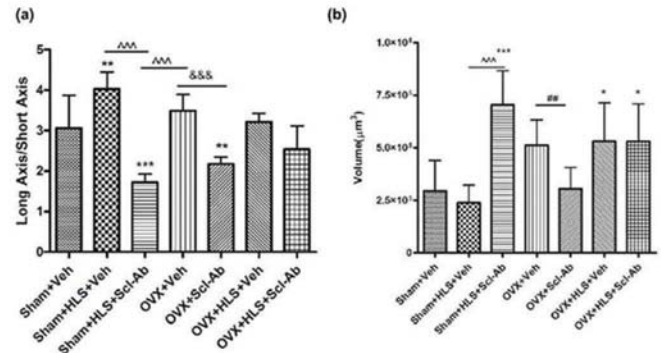 (a)
(b)
Long Axis/Short Axis
5
4
3
2
1
0
^^^
^^^
&&&
**
***
**
Sham+Veh
Sham+HLS+Veh
Sham+HLS+Scl-Ab
OVX+Veh
OVX+Scl-Ab
OVX+HLS+Veh
OVX+HLS+Scl-Ab
Volume(μm³)
7.5×10³
5.0×10³
2.5×10³
0
***
^^^
##
*
*
Sham+Veh
Sham+HLS+Veh
Sham+HLS+Scl-Ab
OVX+Veh
OVX+Scl-Ab
OVX+HLS+Veh
OVX+HLS+Scl-Ab